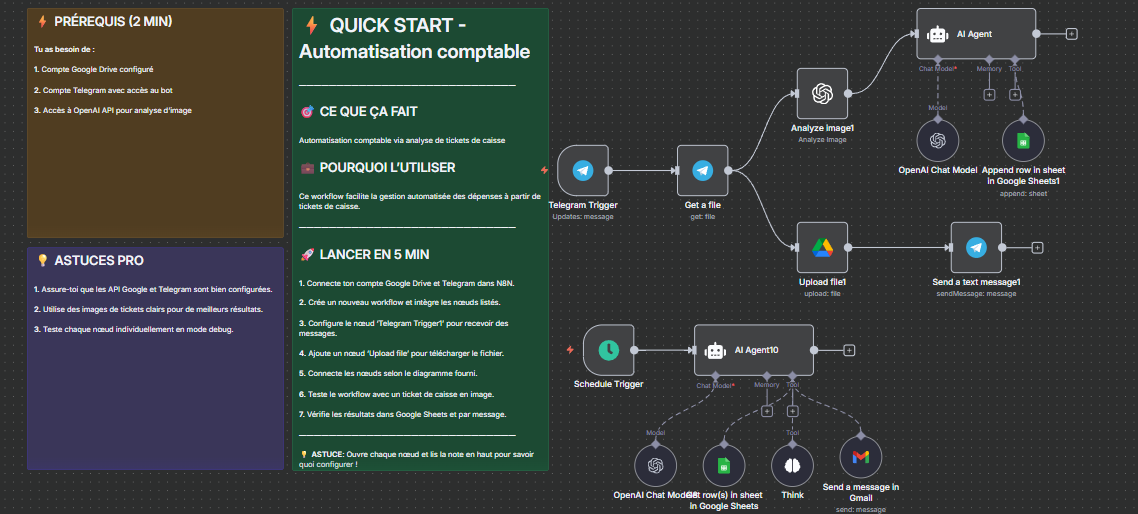 ⚡ PRÉREQUIS (2 MIN)
Tu as besoin de :
1. Compte Google Drive configuré
2. Compte Telegram avec accès au bot
3. Accès à OpenAI API pour analyse d'image
💡 ASTUCES PRO
1. Assure-toi que les API Google et Telegram sont bien configurées.
2. Utilise des images de tickets clairs pour de meilleurs résultats.
3. Teste chaque nœud individuellement en mode debug.
⚡ QUICK START -
Automatisation comptable
🎯 CE QUE ÇA FAIT
Automatisation comptable via analyse de tickets de caisse
💼 POURQUOI L'UTILISER
Ce workflow facilite la gestion automatisée des dépenses à partir de
tickets de caisse.
🚀 LANCER EN 5 MIN
1. Connecte ton compte Google Drive et Telegram dans N8N.
2. Crée un nouveau workflow et intègre les nœuds listés.
3. Configure le nœud 'Telegram Trigger1' pour recevoir des
messages.
4. Ajoute un nœud 'Upload file' pour télécharger le fichier.
5. Connecte les nœuds selon le diagramme fourni.
6. Teste le workflow avec un ticket de caisse en image.
7. Vérifie les résultats dans Google Sheets et par message.
💡 ASTUCE: Ouvre chaque nœud et lis la note en haut pour savoir
quoi configurer !
Telegram Trigger
Updates: message
Get a file
get: file
Analyze image1
Analyze Image
AI Agent
Chat Model*
Memory
Tool
Model
OpenAI Chat Model
Append row in sheet
in Google Sheets1
append: sheet
Upload file1
upload: file
Send a text message1
sendMessage: message
Schedule Trigger
AI Agent10
Chat Model*
Memory
Tool
Model
Tool
OpenAI Chat
row(s) in sheet
in Google Sheets
Think
Send a message in
Gmail
send: message